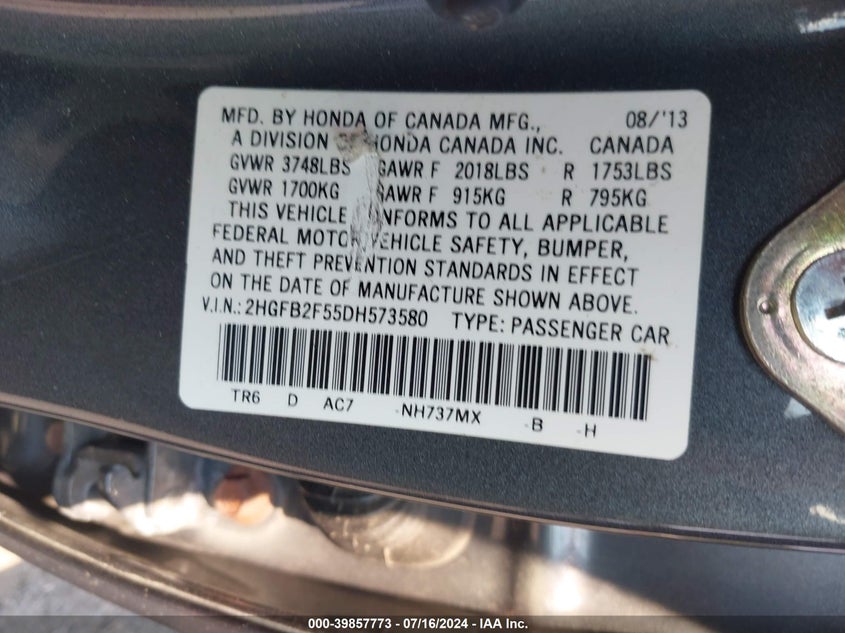 MFD. BY HONDA OF CANADA MFG., 08/'13
A DIVISION HONDA CANADA INC. CANADA
GVWR 3748LBS GAWR F 2018LBS R 1753LBS
GVWR 1700KG GAWR F 915KG R 795KG
THIS VEHICLE CONFORMS TO ALL APPLICABLE
FEDERAL MOTOR VEHICLE SAFETY, BUMPER,
AND THEFT PREVENTION STANDARDS IN EFFECT
ON THE DATE OF MANUFACTURE SHOWN ABOVE.
V.I.N.: 2HGFB2F55DH573580 TYPE: PASSENGER CAR
TR6 D AC7 -NH737MX -B -H
000-39857773 / 07/16/2024 - IAA Inc.